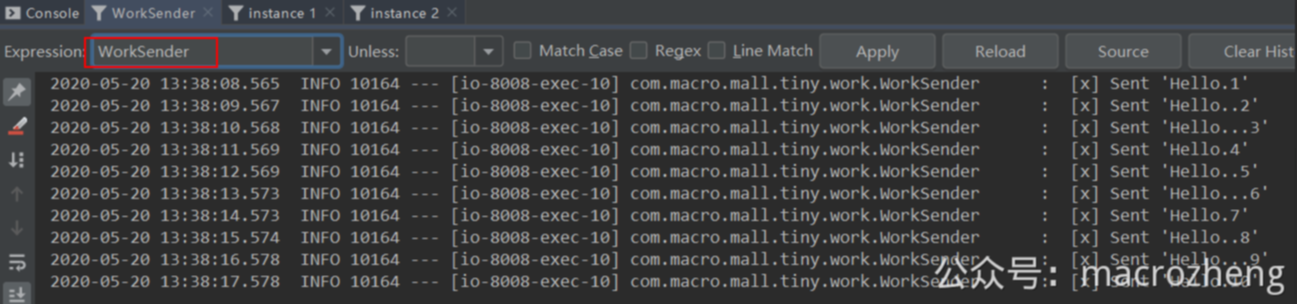 Console WorkSender instance 1 instance 2
Expression: WorkSender Unless: Match Case Regex Line Match Apply Reload Source Clear Hist
2020-05-20 13:38:08.565 INFO 10164 --- [io-8008-exec-10] com.macro.mall.tiny.work.WorkSender : [x] Sent 'Hello.1'
2020-05-20 13:38:09.567 INFO 10164 --- [io-8008-exec-10] com.macro.mall.tiny.work.WorkSender : [x] Sent 'Hello..2'
2020-05-20 13:38:10.568 INFO 10164 --- [io-8008-exec-10] com.macro.mall.tiny.work.WorkSender : [x] Sent 'Hello...3'
2020-05-20 13:38:11.569 INFO 10164 --- [io-8008-exec-10] com.macro.mall.tiny.work.WorkSender : [x] Sent 'Hello.4'
2020-05-20 13:38:12.569 INFO 10164 --- [io-8008-exec-10] com.macro.mall.tiny.work.WorkSender : [x] Sent 'Hello..5'
2020-05-20 13:38:13.573 INFO 10164 --- [io-8008-exec-10] com.macro.mall.tiny.work.WorkSender : [x] Sent 'Hello...6'
2020-05-20 13:38:14.573 INFO 10164 --- [io-8008-exec-10] com.macro.mall.tiny.work.WorkSender : [x] Sent 'Hello.7'
2020-05-20 13:38:15.574 INFO 10164 --- [io-8008-exec-10] com.macro.mall.tiny.work.WorkSender : [x] Sent 'Hello..8'
2020-05-20 13:38:16.578 INFO 10164 --- [io-8008-exec-10] com.macro.mall.tiny.work.WorkSender : [x] Sent 'Hello...9'
2020-05-20 13:38:17.578 INFO 10164 --- [io-8008-exec-10] com.macro.mall.tiny.work.WorkSender : [x] Sent
公众号：macrozheng